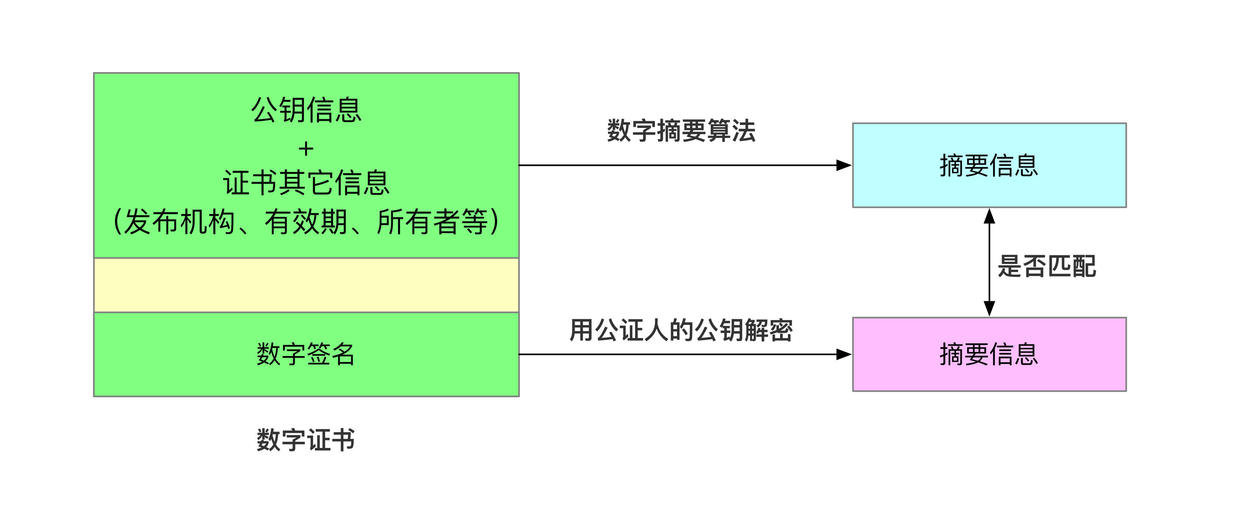 公钥信息
+
证书其它信息
（发布机构、有效期、所有者等）
数字签名
数字证书
数字摘要算法
摘要信息
是否匹配
用公证人的公钥解密
摘要信息